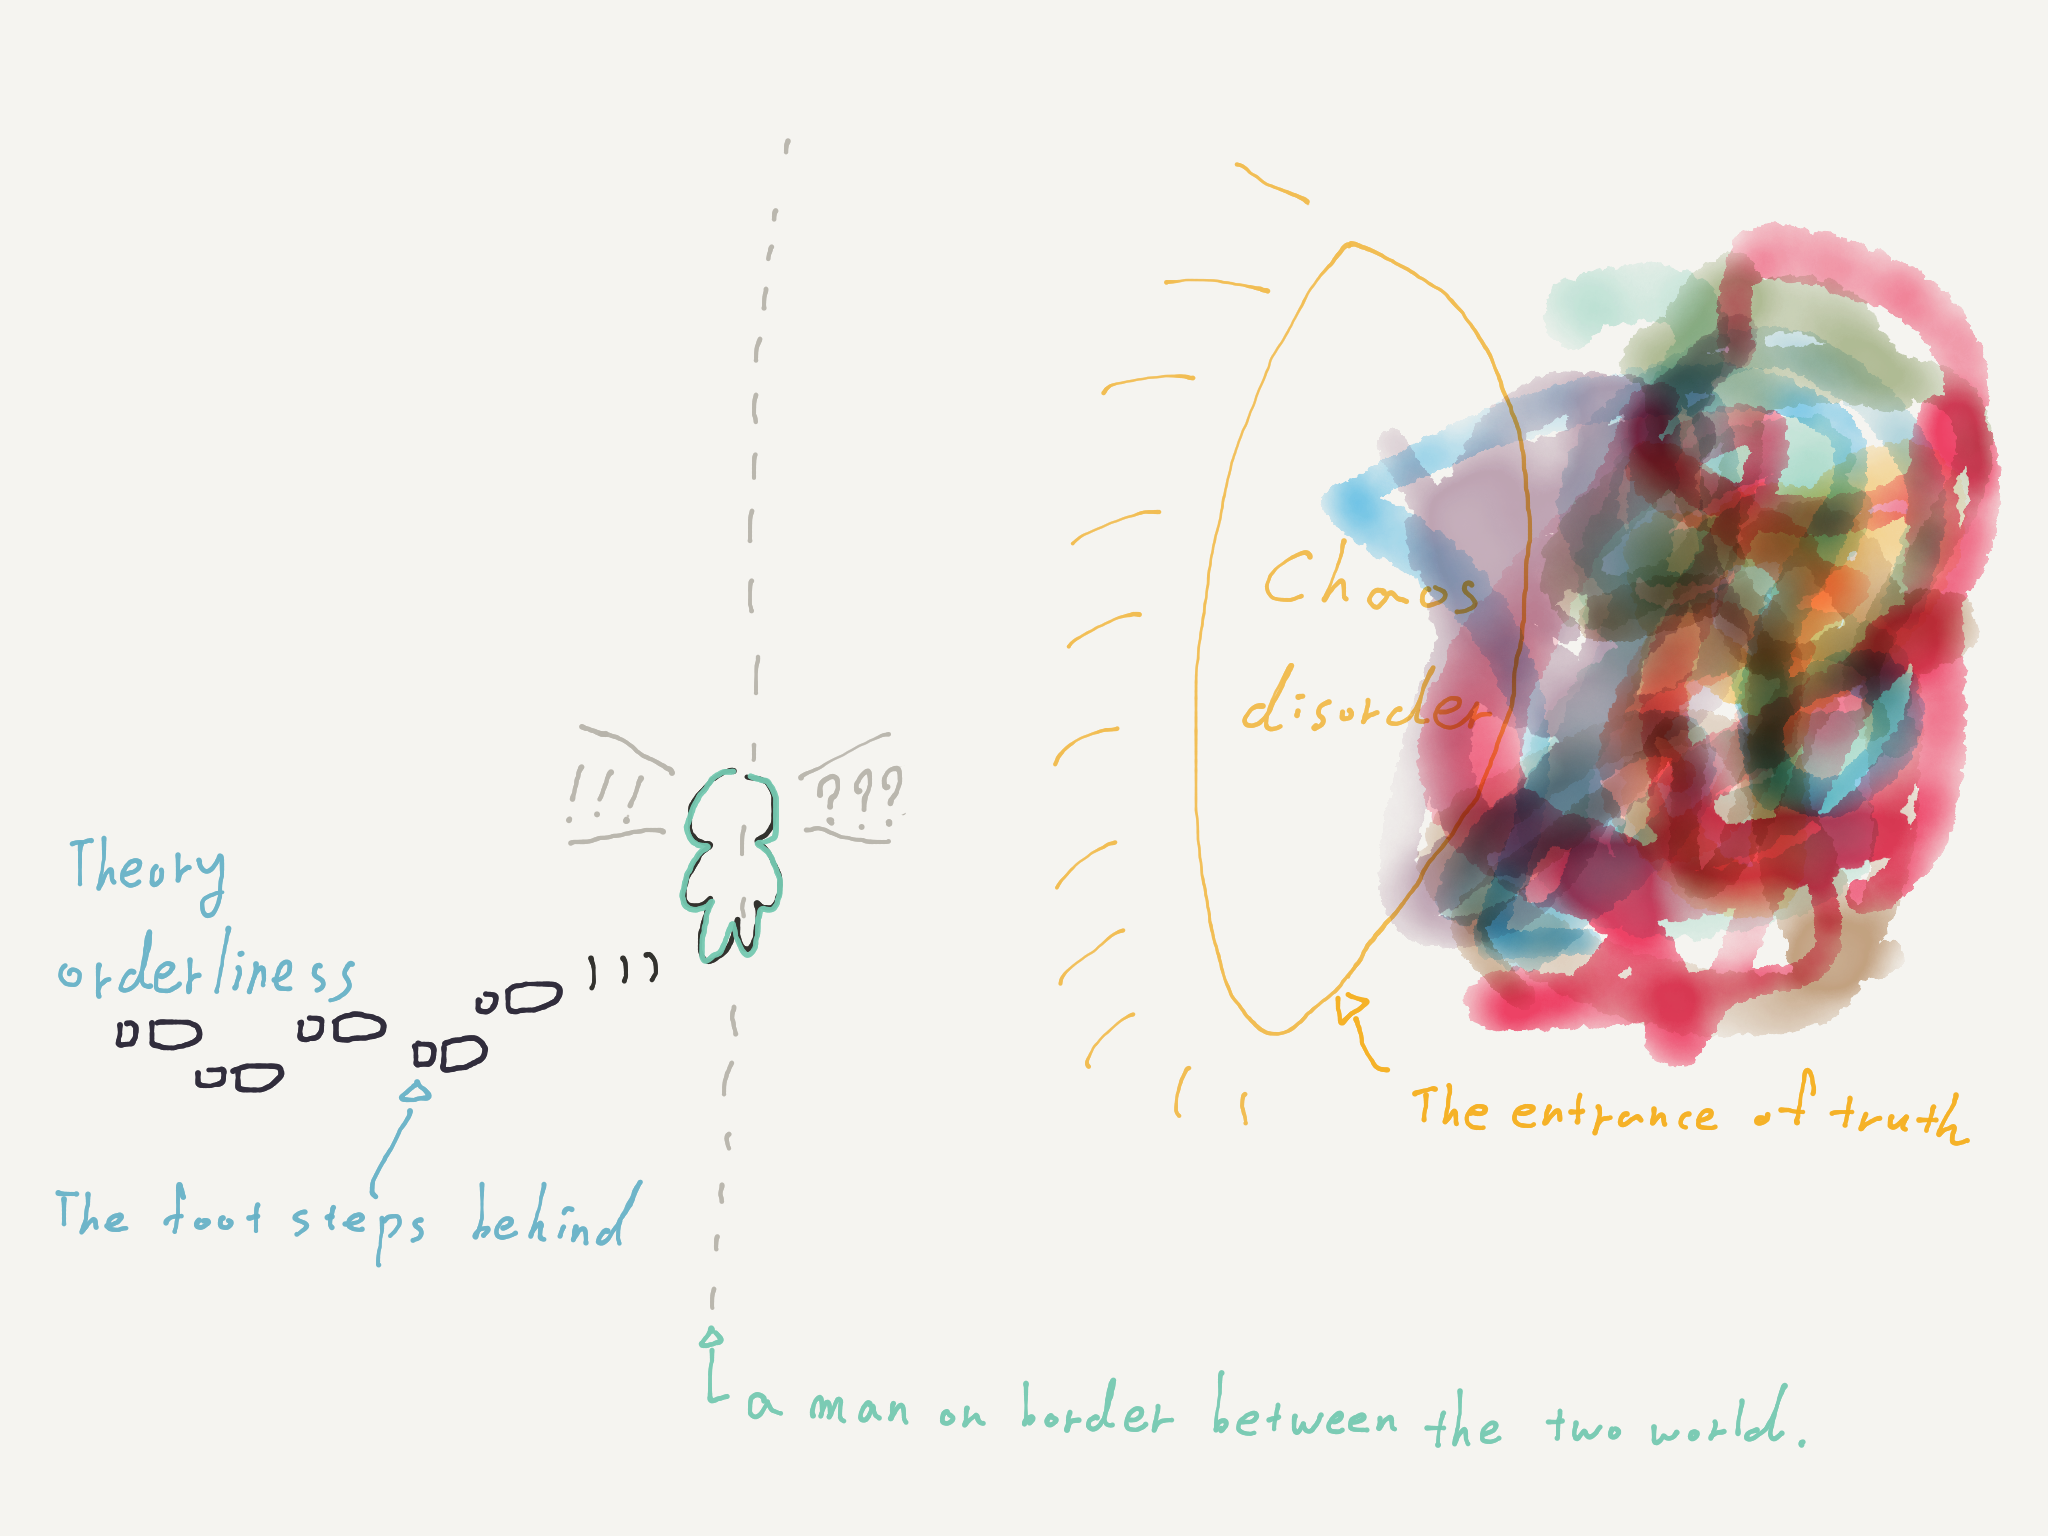 ! ! !
? ? ?
Theory
orderliness
The foot steps behind
Chaos
disorder
The entrance of truth
a man on border between the two world.